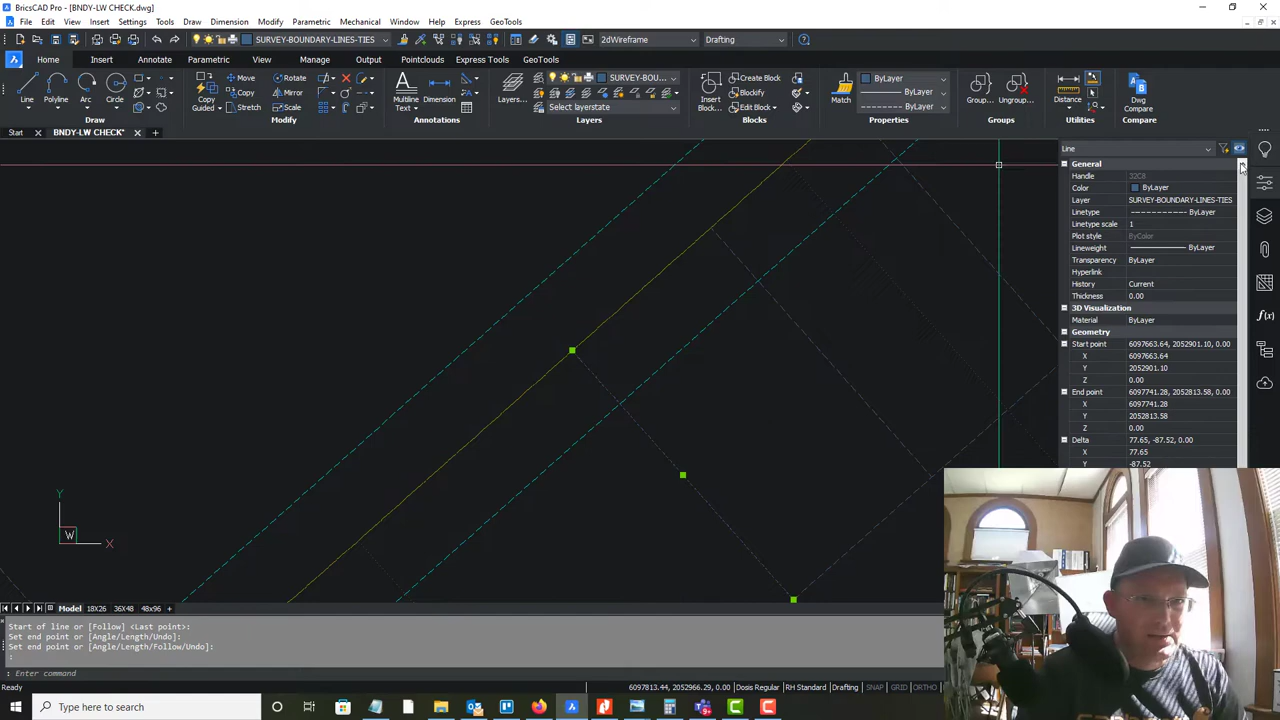 BricsCAD Pro - [BNDY-LW CHECK.dwg]
File Edit View Insert Settings Tools Draw Dimension Modify Parametric Mechanical Window Help Express GeoTools
SURVEY-BOUNDARY-LINES-TIES 2dWireframe Drafting
Home Insert Annotate Parametric View Manage Output Pointclouds Express Tools GeoTools
Line Polyline Arc Circle
Draw
Copy Guided Move Copy Stretch Rotate Mirror Scale
Modify
Multiline Text Dimension
Annotations
Layers... SURVEY-BOU...
Select layerstate
Layers
Insert Block... Create Block Blockify Edit Block
Blocks
Match ByLayer
ByLayer
ByLayer
Properties
Group... Ungroup...
Groups
Distance
Utilities
Dwg Compare
Compare
Start BNDY-LW CHECK*
Line
General
Handle 32C8
Color ByLayer
Layer SURVEY-BOUNDARY-LINES-TIES
Linetype ByLayer
Linetype scale 1
Plot style ByColor
Lineweight ByLayer
Transparency ByLayer
Hyperlink
History Current
Thickness 0.00
3D Visualization
Material ByLayer
Geometry
Start point 6097663.64, 2052901.10, 0.00
X 6097663.64
Y 2052901.10
Z 0.00
End point 6097741.28, 2052813.58, 0.00
X 6097741.28
Y 2052813.58
Z 0.00
Delta 77.65, -87.52, 0.00
X 77.65
Y -87.52
Y
W
X
Model 18X26 36X48 48x96
Start of line or [Follow] <Last point>:
Set end point or [Angle/Length/Undo]:
Set end point or [Angle/Length/Follow/Undo]:
:
: Enter command
Ready 6097813.44, 2052966.29, 0.00 Dosis Regular RH Standard Drafting SNAP GRID ORTHO
Type here to search